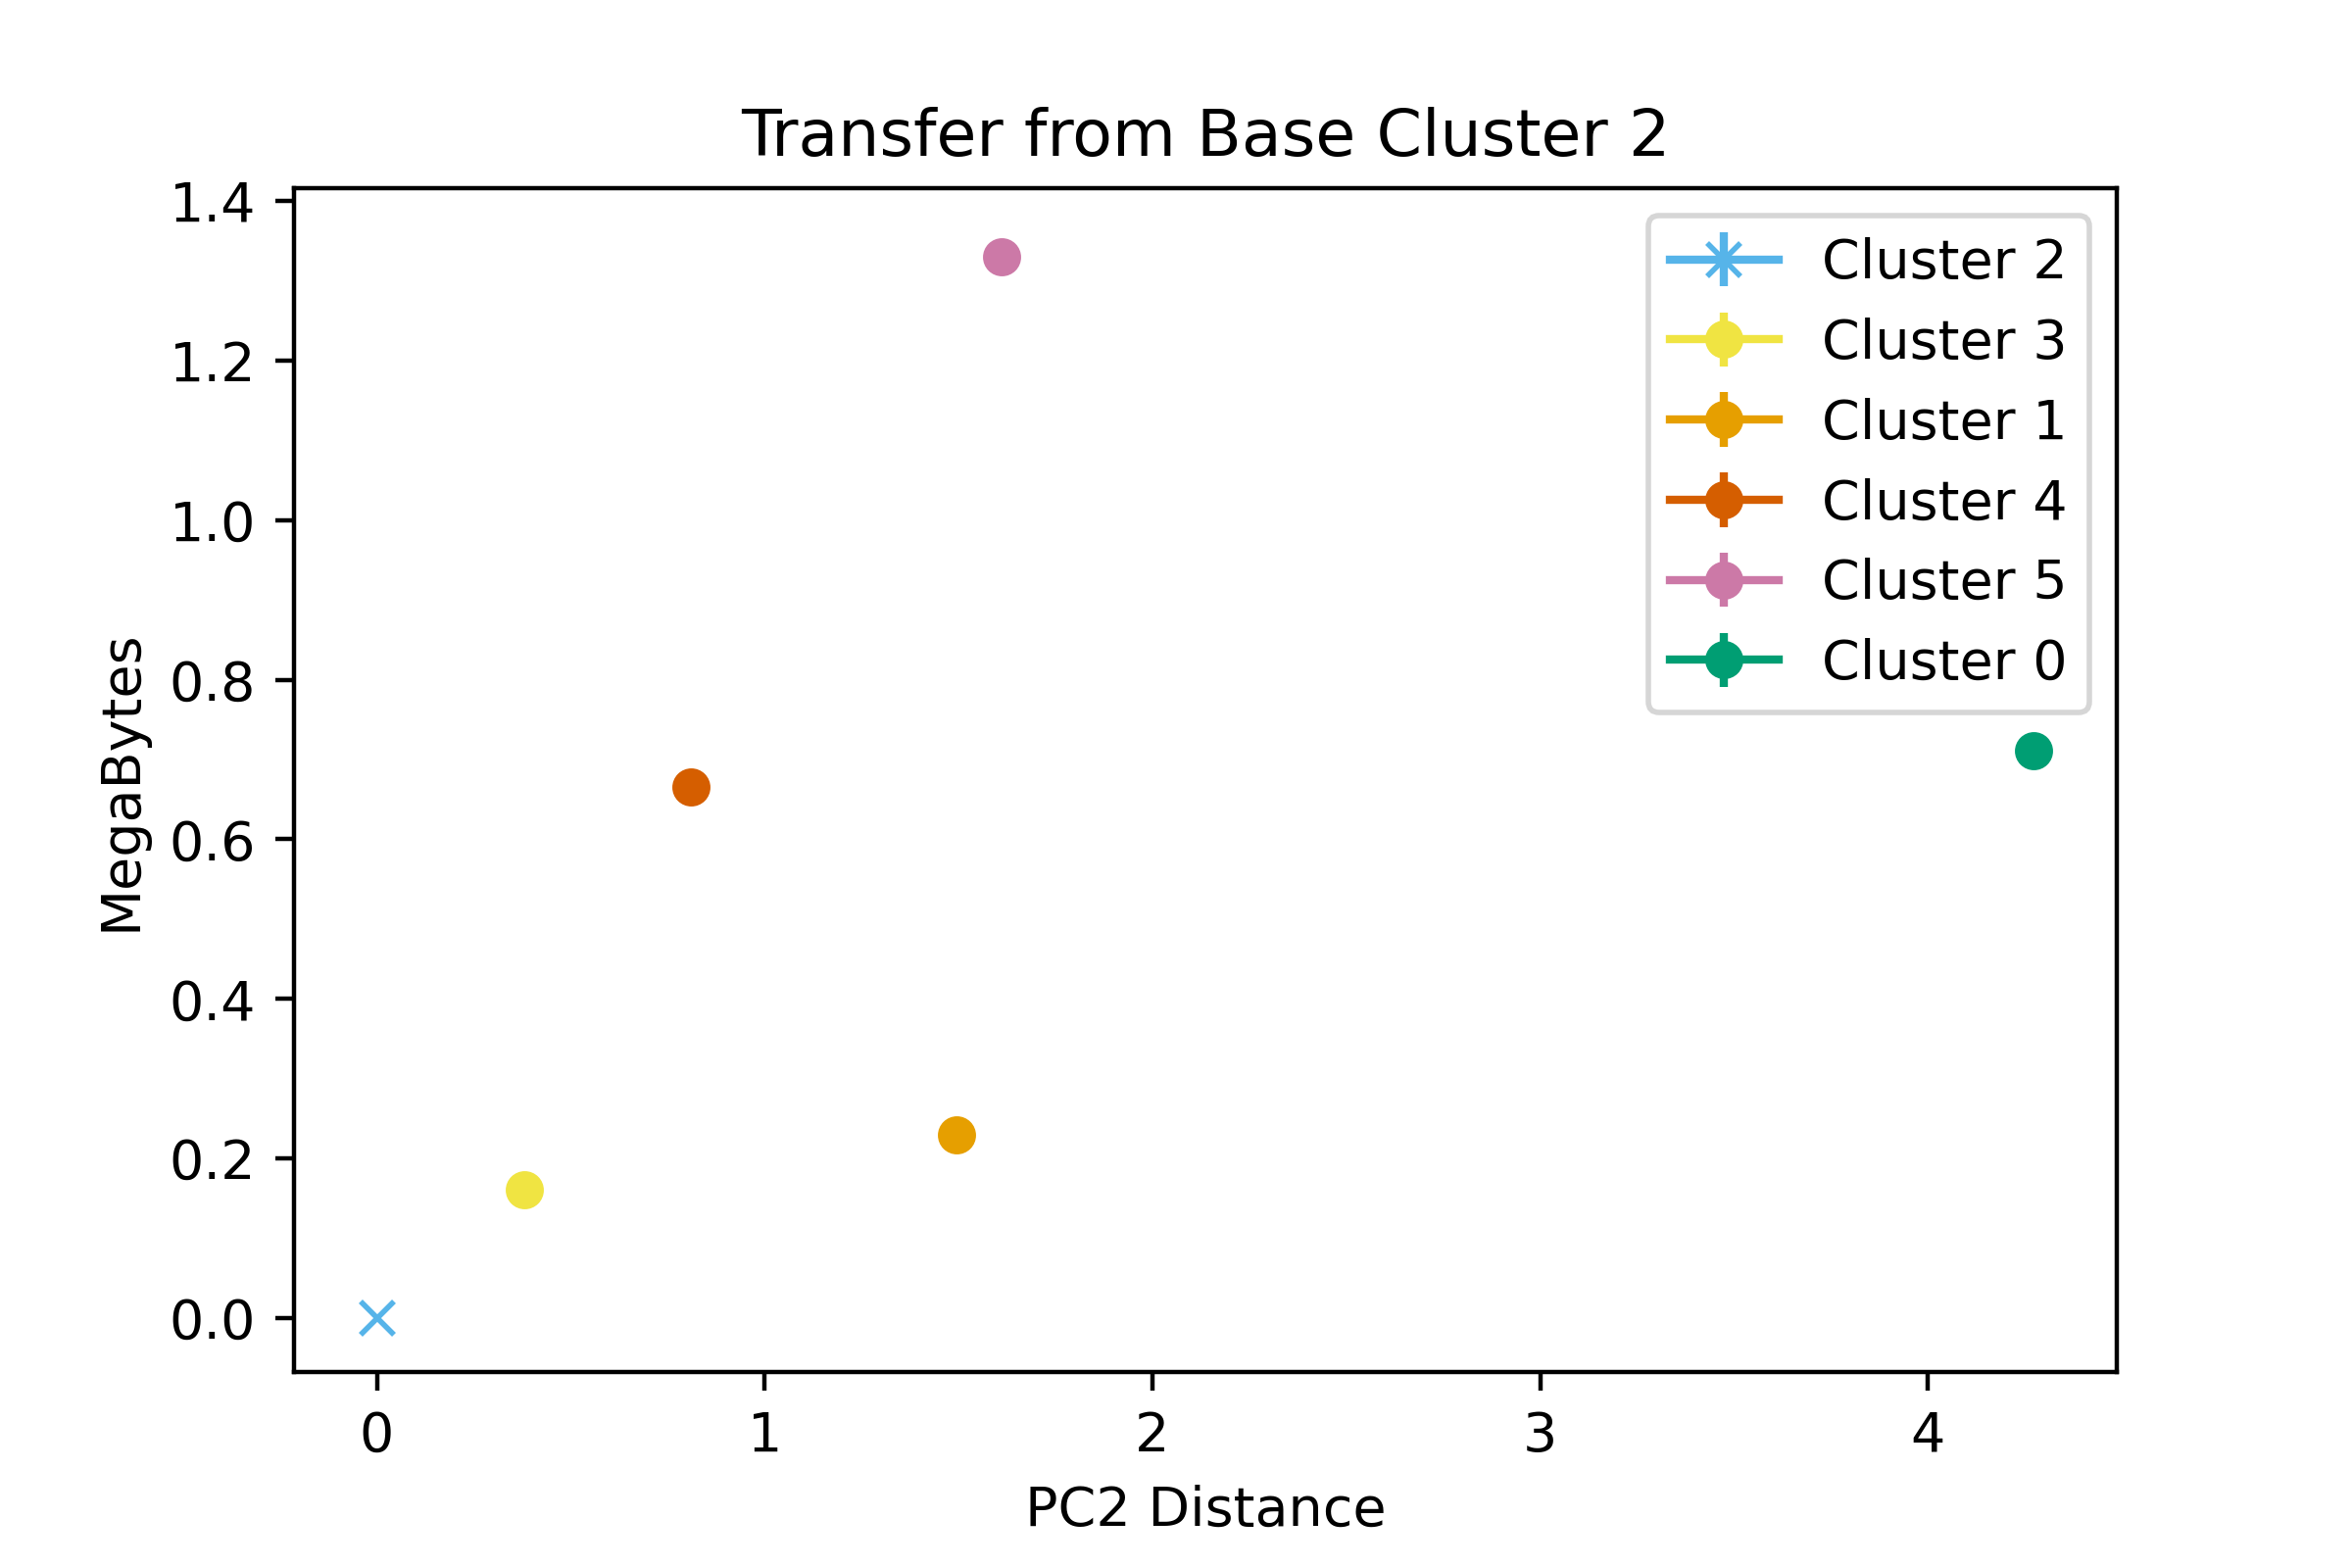 Transfer from Base Cluster 2
1.4
1.2
1.0
0.8
0.6
0.4
0.2
0.0
MegaBytes
Cluster 2
Cluster 3
Cluster 1
Cluster 4
Cluster 5
Cluster 0
0 1 2 3 4
PC2 Distance